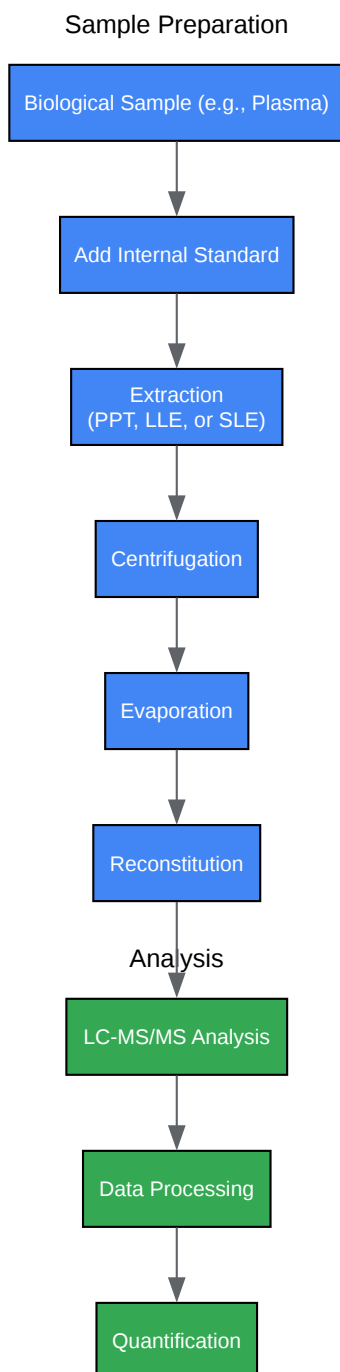 Sample Preparation
Biological Sample (e.g., Plasma)
Add Internal Standard
Extraction
(PPT, LLE, or SLE)
Centrifugation
Evaporation
Reconstitution
Analysis
LC-MS/MS Analysis
Data Processing
Quantification